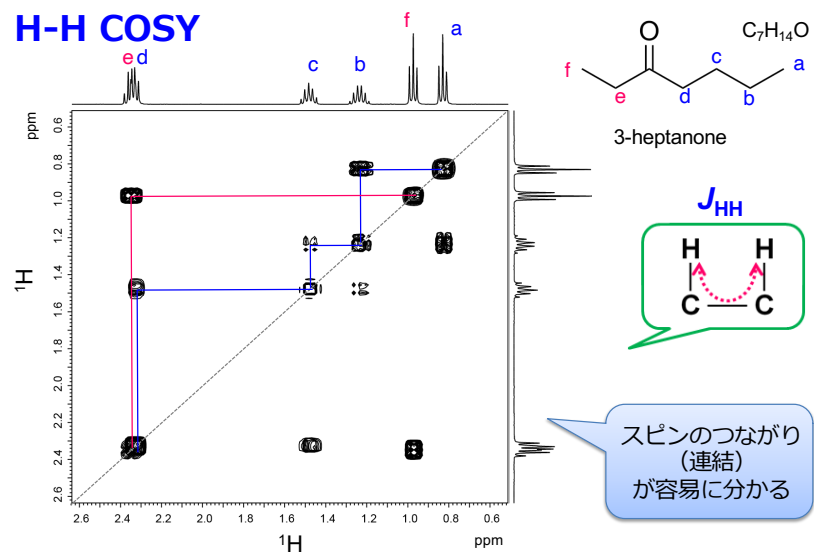 H-H COSY
e d c b f a
C₇H₁₄O
O
f e d c b a
3-heptanone
ppm
0.6
0.8
1.0
1.2
1.4
1.6
1.8
2.0
2.2
2.4
2.6
¹H
2.6 2.4 2.2 2.0 1.8 1.6 1.4 1.2 1.0 0.8 ppm
¹H
J_HH
H H
C C
スピンのつながり
（連結）
が容易に分かる